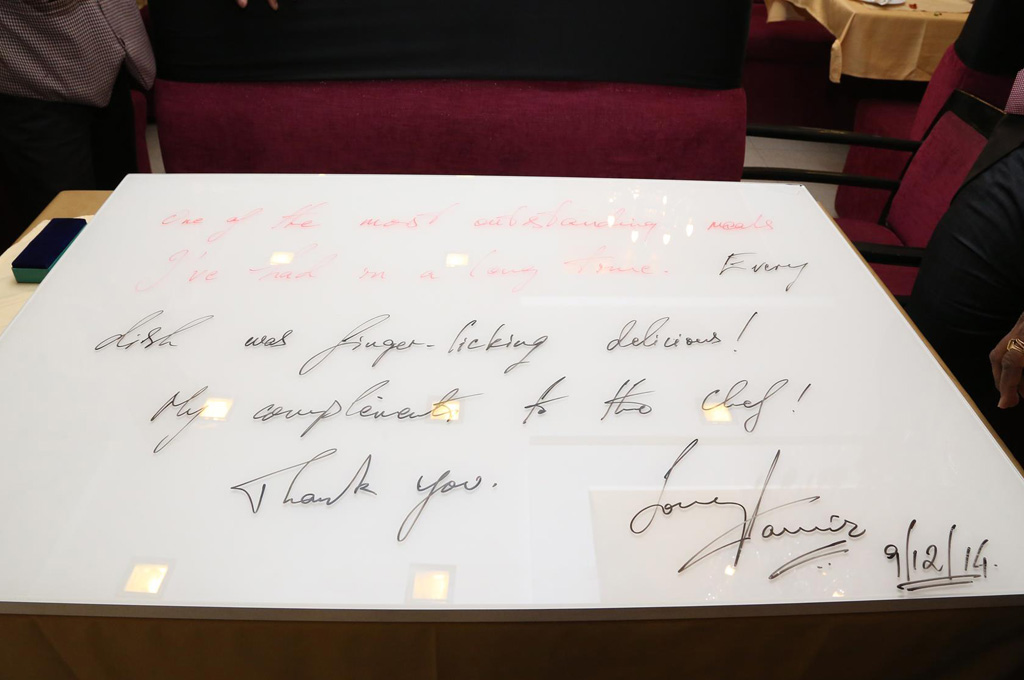 one of the most outstanding meals
I've had in a long time. Every
dish was finger-licking delicious!
My compliments to the chef!
Thank you.
9/12/14.